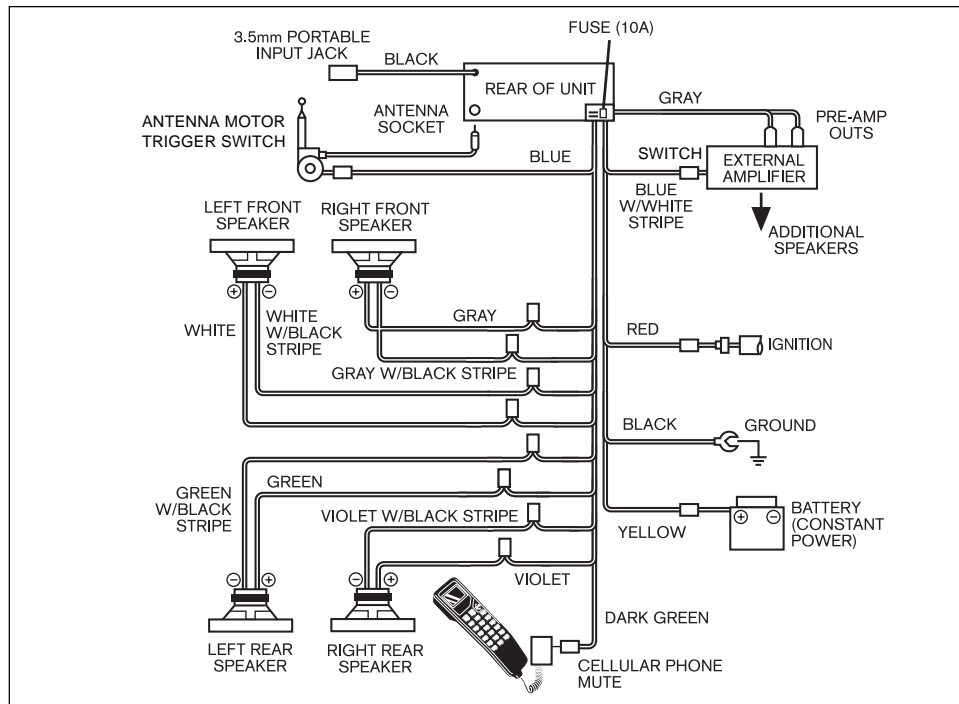 FUSE (10A)
3.5mm PORTABLE
INPUT JACK
BLACK
REAR OF UNIT
GRAY
PRE-AMP
OUTS
ANTENNA
SOCKET
ANTENNA MOTOR
TRIGGER SWITCH
BLUE
SWITCH
EXTERNAL
AMPLIFIER
BLUE
W/WHITE
STRIPE
ADDITIONAL
SPEAKERS
LEFT FRONT
SPEAKER
RIGHT FRONT
SPEAKER
+ −
+ −
WHITE
WHITE
W/BLACK
STRIPE
GRAY
GRAY W/BLACK STRIPE
RED
IGNITION
BLACK
GROUND
GREEN
W/BLACK
STRIPE
GREEN
VIOLET W/BLACK STRIPE
VIOLET
YELLOW
+ −
BATTERY
(CONSTANT
POWER)
− +
− +
LEFT REAR
SPEAKER
RIGHT REAR
SPEAKER
DARK GREEN
CELLULAR PHONE
MUTE